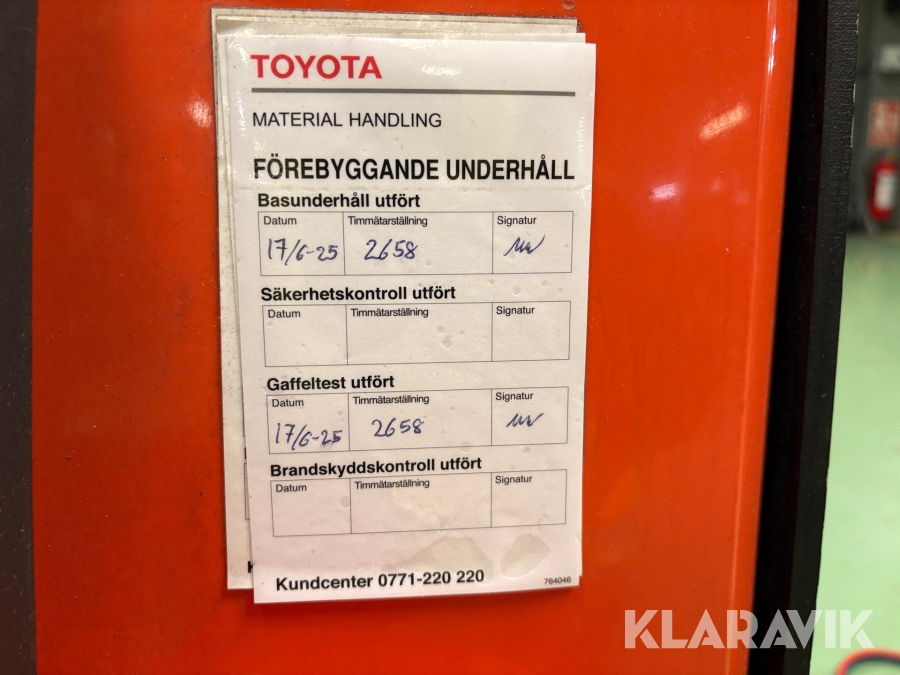 TOYOTA
MATERIAL HANDLING
FÖREBYGGANDE UNDERHÅLL
Basunderhåll utfört
Datum Timmätarställning Signatur
17/6-25 2658
Säkerhetskontroll utfört
Datum Timmätarställning Signatur
Gaffeltest utfört
Datum Timmätarställning Signatur
17/6-25 2658
Brandskyddskontroll utfört
Datum Timmätarställning Signatur
Kundcenter 0771-220 220 764046
KLARAVIK